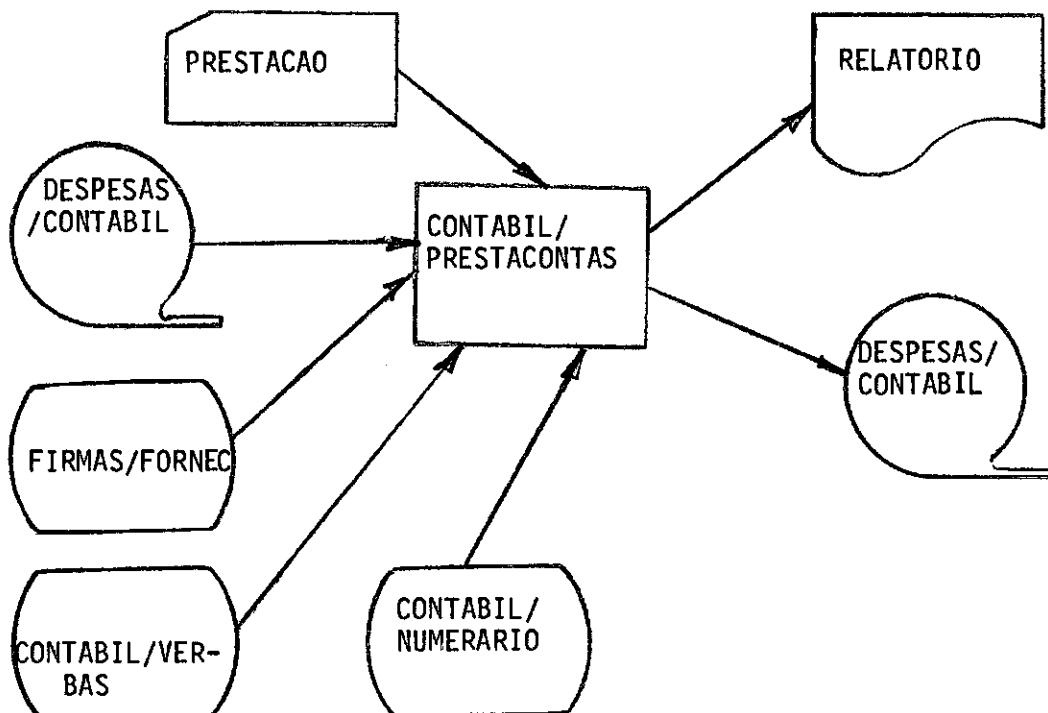 PRESTACAO
RELATORIO
DESPESAS
/CONTABIL
CONTABIL/
PRESTACONTAS
DESPESAS/
CONTABIL
FIRMAS/FORNEC
CONTABIL/VER-
BAS
CONTABIL/
NUMERARIO